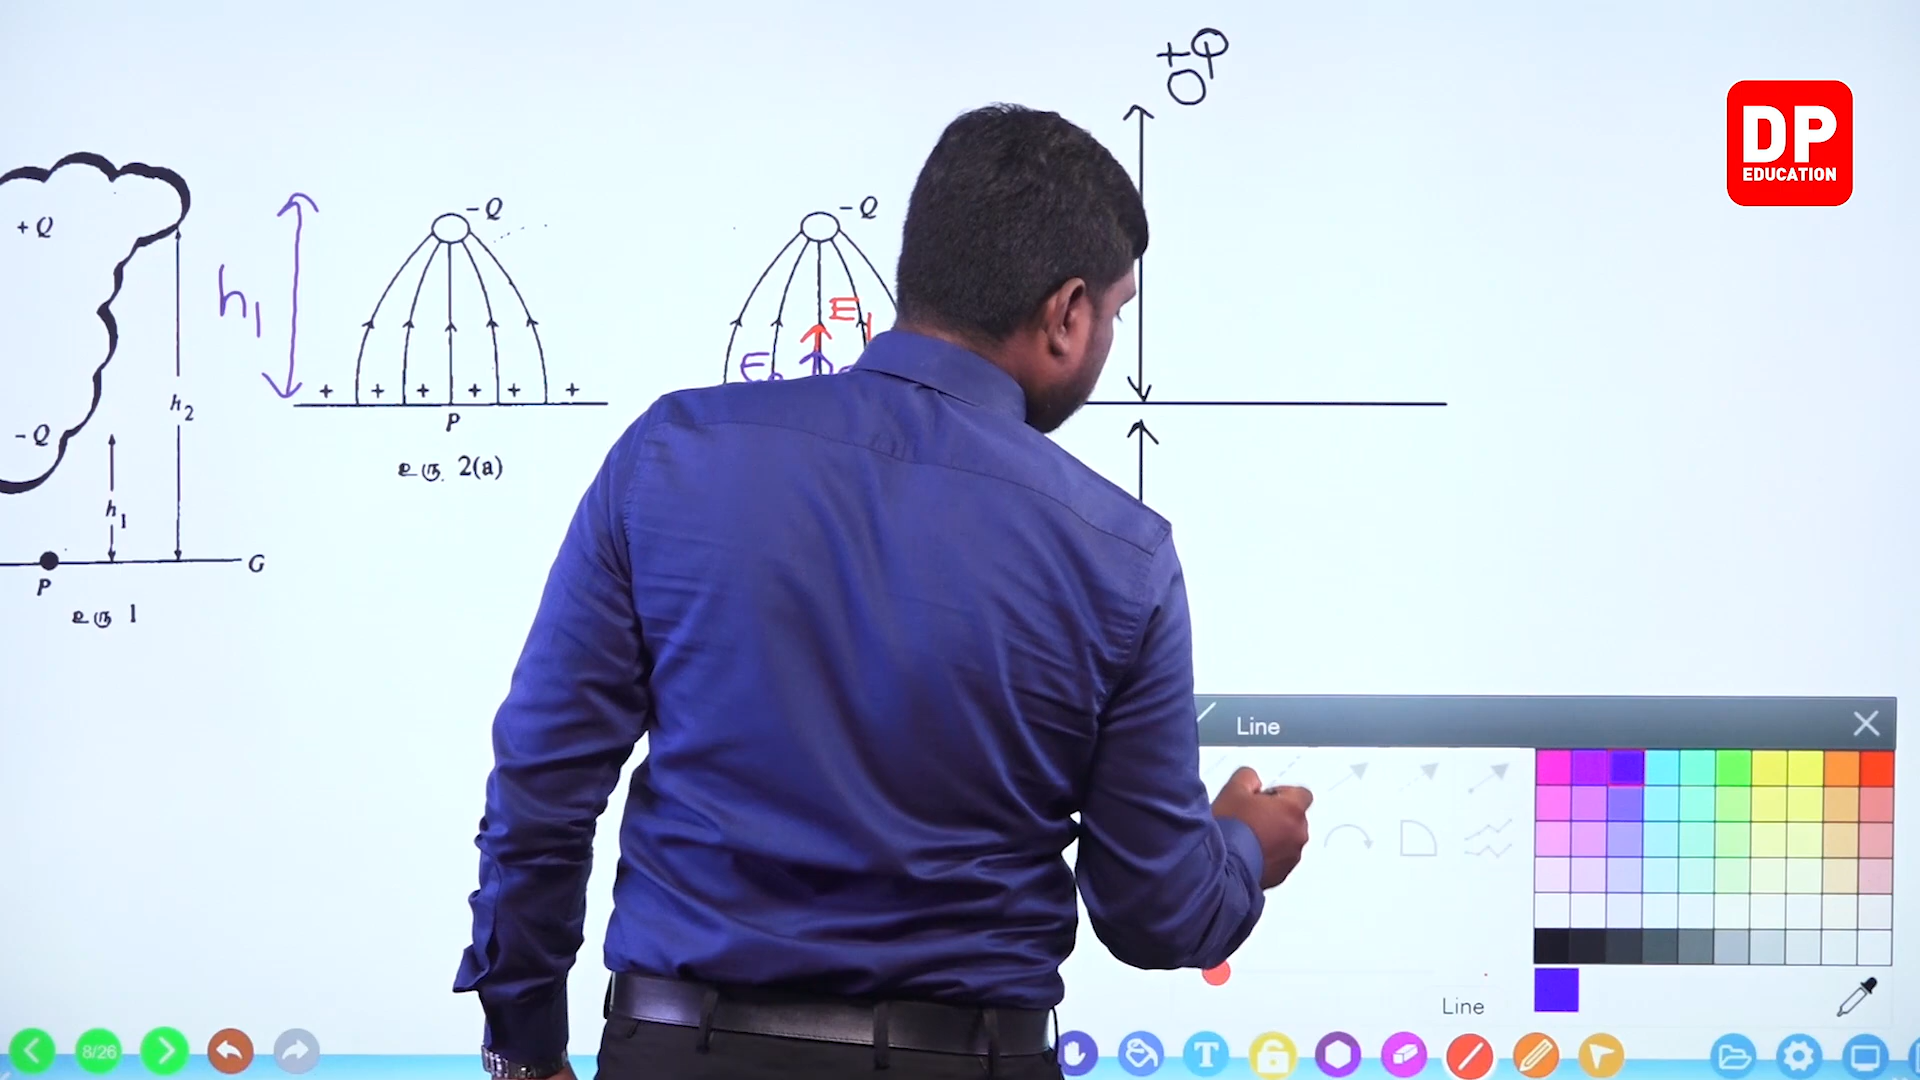 +Q
DP
EDUCATION
+Q
-Q
h1
h2
G
P
உரு 1
h1
-Q
+ + + + + +
P
உரு. 2(a)
-Q
E1
Line
Line
8/26
T